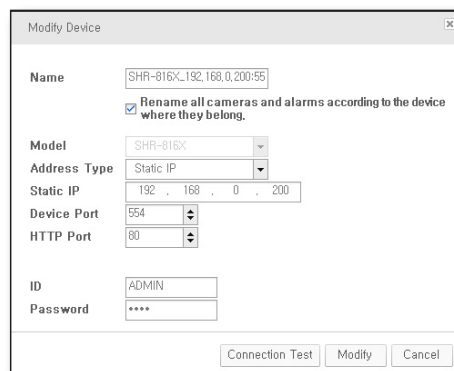 Modify Device
Name SHR-816X_192.168.0.200:55
Rename all cameras and alarms according to the device
where they belong.
Model SHR-816X
Address Type Static IP
Static IP 192 . 168 . 0 . 200
Device Port 554
HTTP Port 80
ID ADMIN
Password ****
Connection Test Modify Cancel